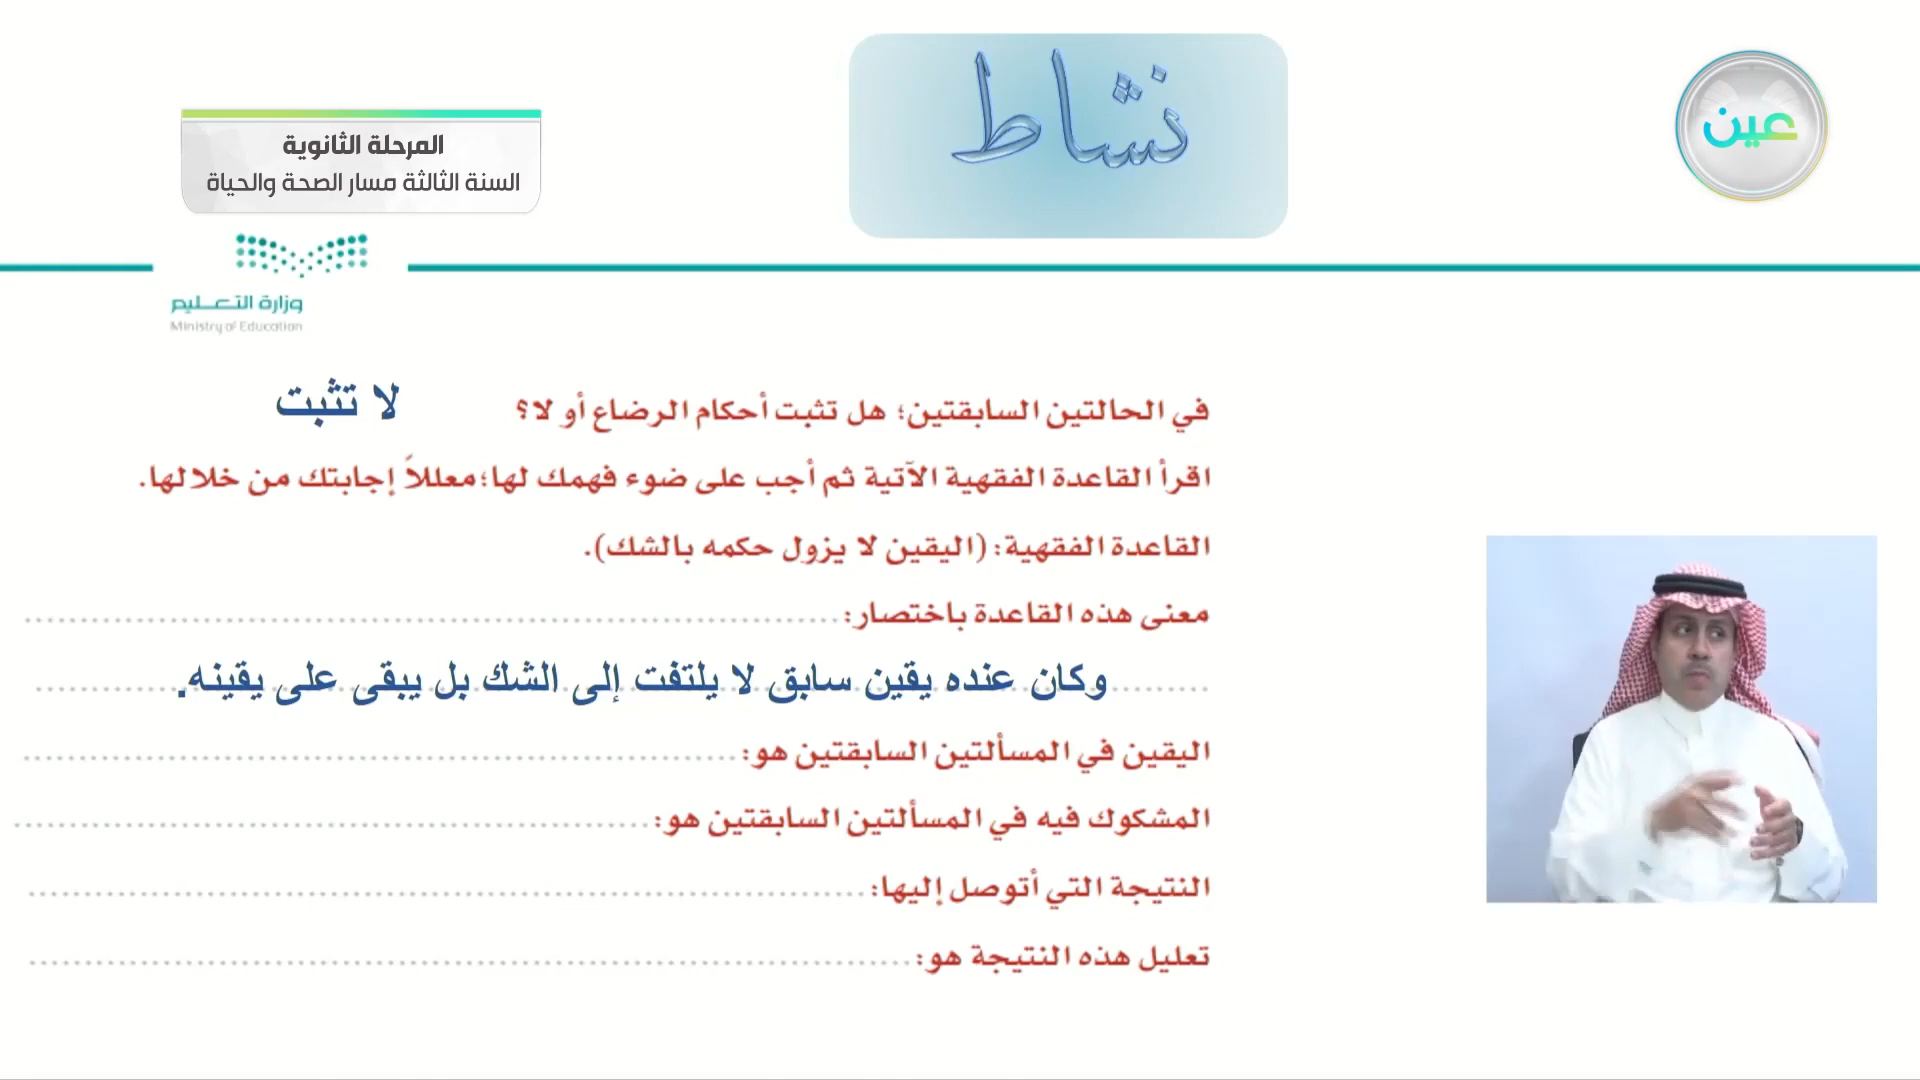 نشاط
عين
المرحلة الثانوية
السنة الثالثة مسار الصحة والحياة
وزارة التعليم
Ministry of Education
في الحالتين السابقتين؛ هل تثبت أحكام الرضاع أو لا؟ لا تثبت
اقرأ القاعدة الفقهية الآتية ثم أجب على ضوء فهمك لها؛ معللاً إجابتك من خلالها.
القاعدة الفقهية: (اليقين لا يزول حكمه بالشك).
معنى هذه القاعدة باختصار:
وكان عنده يقين سابق لا يلتفت إلى الشك بل يبقى على يقينه.
اليقين في المسألتين السابقتين هو:
المشكوك فيه في المسألتين السابقتين هو:
النتيجة التي أتوصل إليها:
تعليل هذه النتيجة هو: